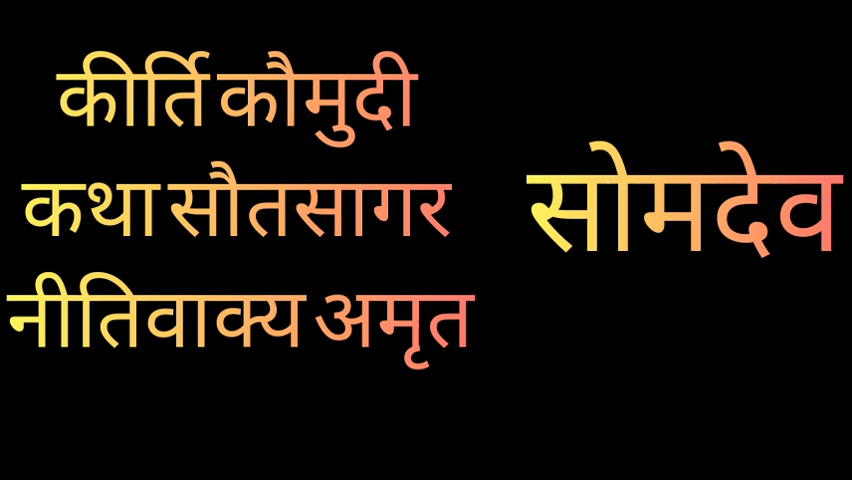 कीर्ति कौमुदी
कथा सौतसागर
नीतिवाक्य अमृत
सोमदेव